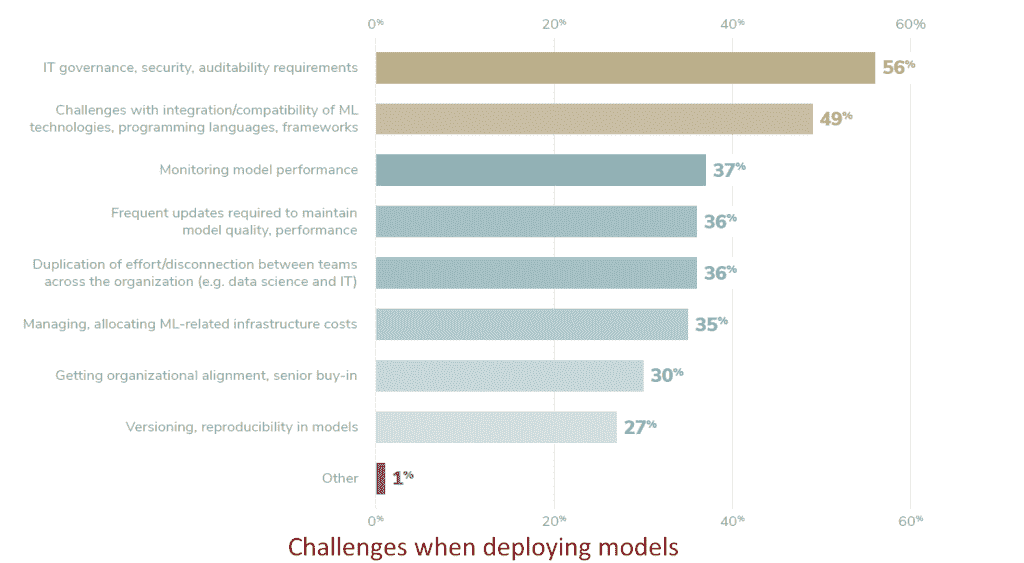 0% 20% 40% 60%
IT governance, security, auditability requirements 56%
Challenges with integration/compatibility of ML
technologies, programming languages, frameworks 49%
Monitoring model performance 37%
Frequent updates required to maintain
model quality, performance 36%
Duplication of effort/disconnection between teams
across the organization (e.g. data science and IT) 36%
Managing, allocating ML-related infrastructure costs 35%
Getting organizational alignment, senior buy-in 30%
Versioning, reproducibility in models 27%
Other 1%
0% 20% 40% 60%
Challenges when deploying models